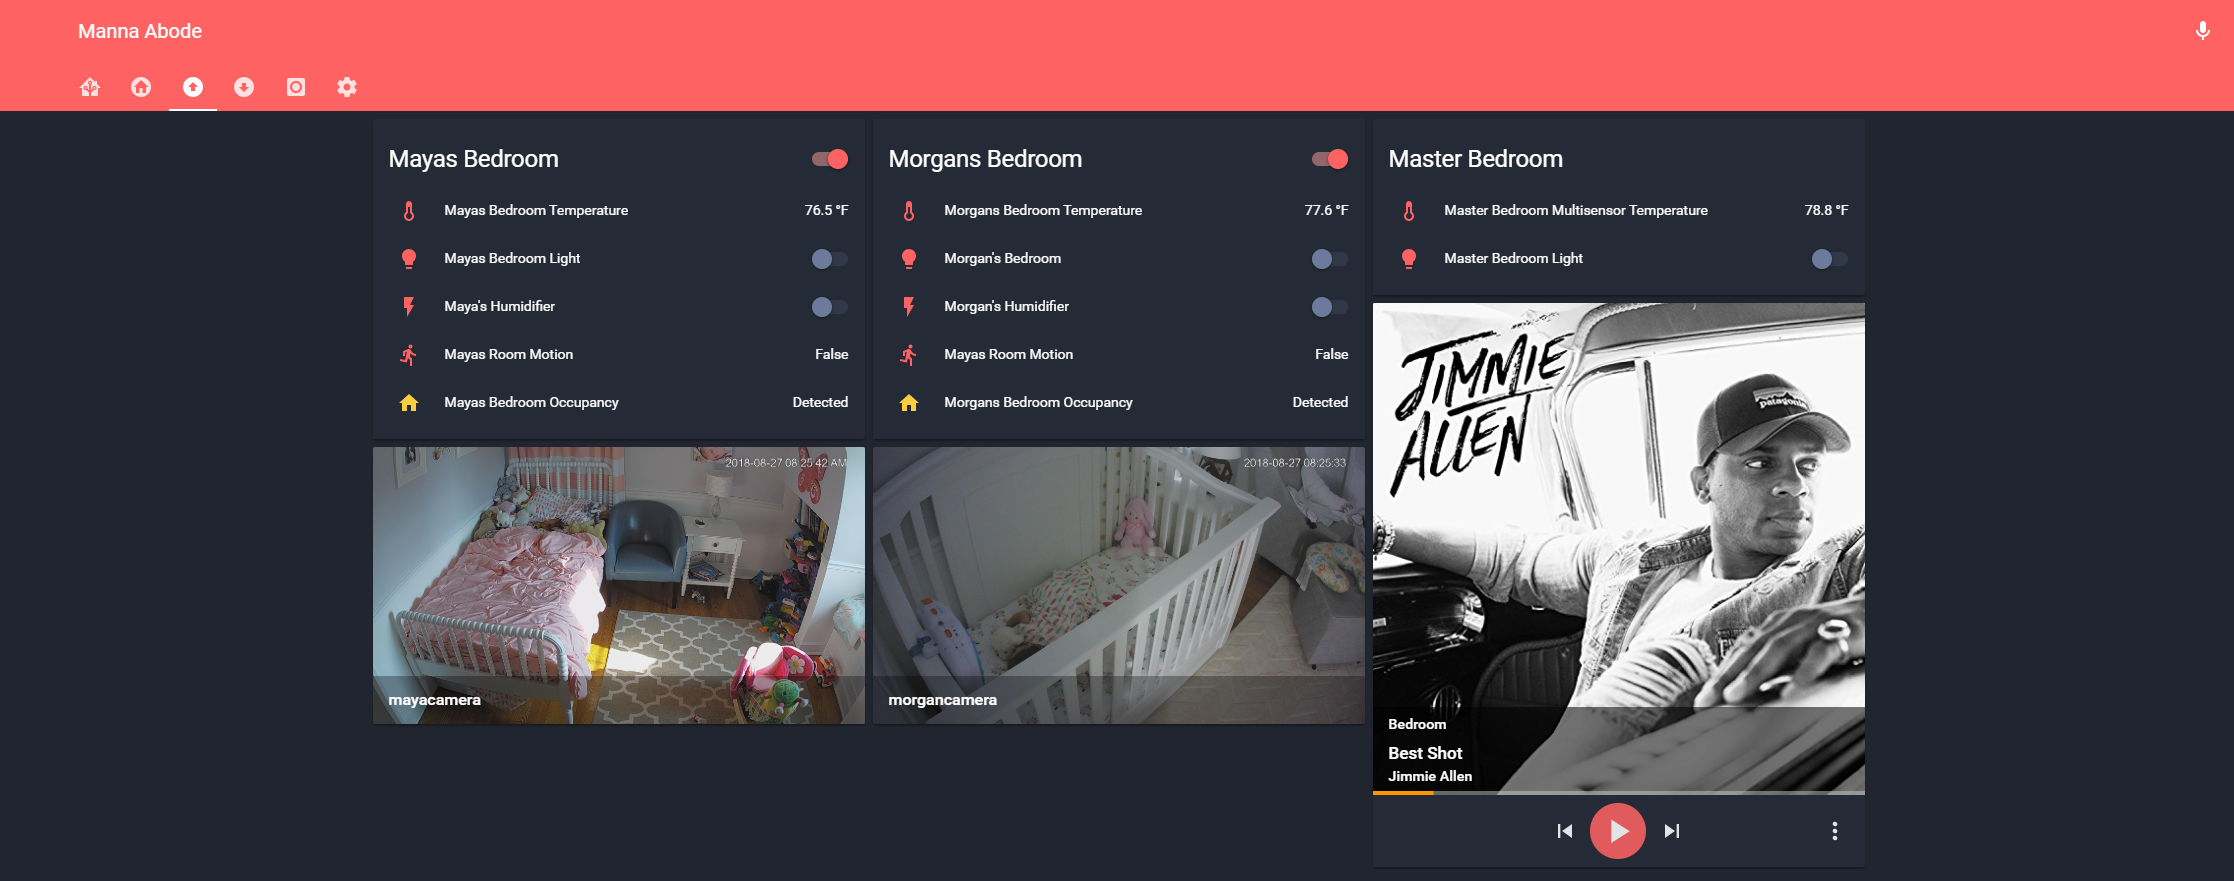 Manna Abode
Mayas Bedroom
Mayas Bedroom Temperature 76.5 °F
Mayas Bedroom Light
Maya's Humidifier
Mayas Room Motion False
Mayas Bedroom Occupancy Detected
2018-08-27 08:25:42 AM
mayacamera
Morgans Bedroom
Morgans Bedroom Temperature 77.6 °F
Morgan's Bedroom
Morgan's Humidifier
Mayas Room Motion False
Morgans Bedroom Occupancy Detected
2018-08-27 08:25:33
morgancamera
Master Bedroom
Master Bedroom Multisensor Temperature 78.8 °F
Master Bedroom Light
JIMMIE
ALLEN
patagonia
Bedroom
Best Shot
Jimmie Allen